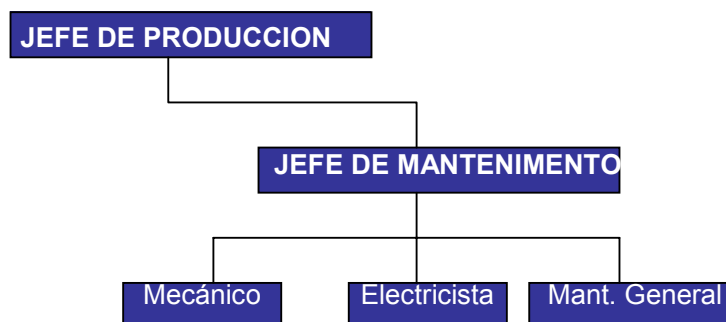 JEFE DE PRODUCCION
JEFE DE MANTENIMENTO
Mecánico
Electricista
Mant. General